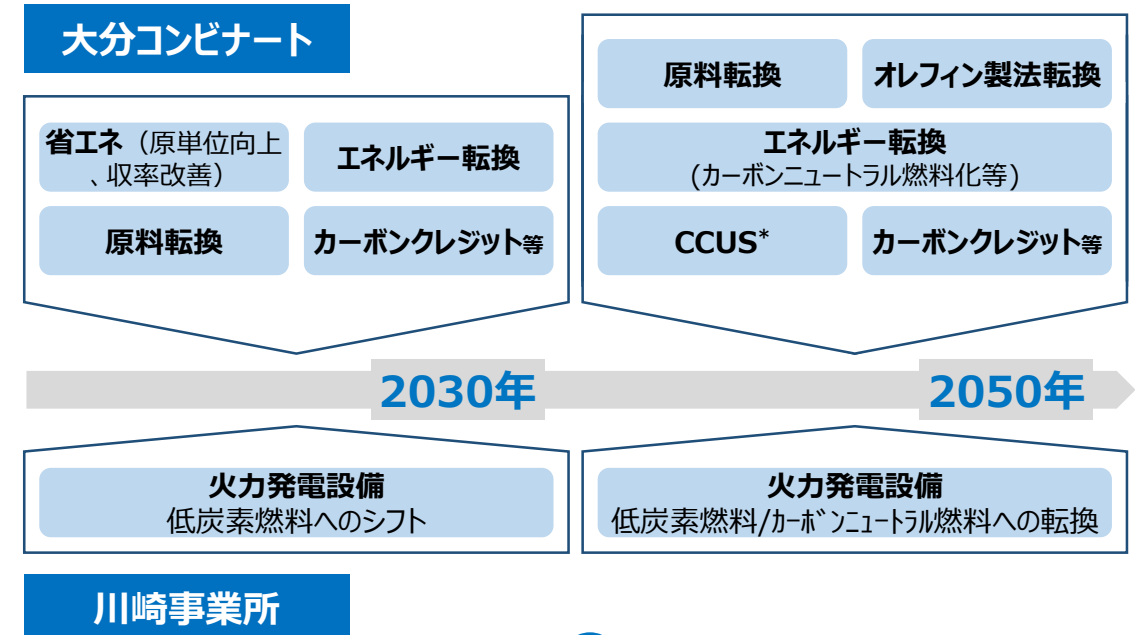 大分コンビナート
省エネ（原単位向上
、収率改善）
エネルギー転換
原料転換
カーボンクレジット等
原料転換
オレフィン製法転換
エネルギー転換
(カーボンニュートラル燃料化等)
CCUS*
カーボンクレジット等
2030年
2050年
火力発電設備
低炭素燃料へのシフト
火力発電設備
低炭素燃料/ｶｰﾎﾞﾝﾆｭｰﾄﾗﾙ燃料への転換
川崎事業所